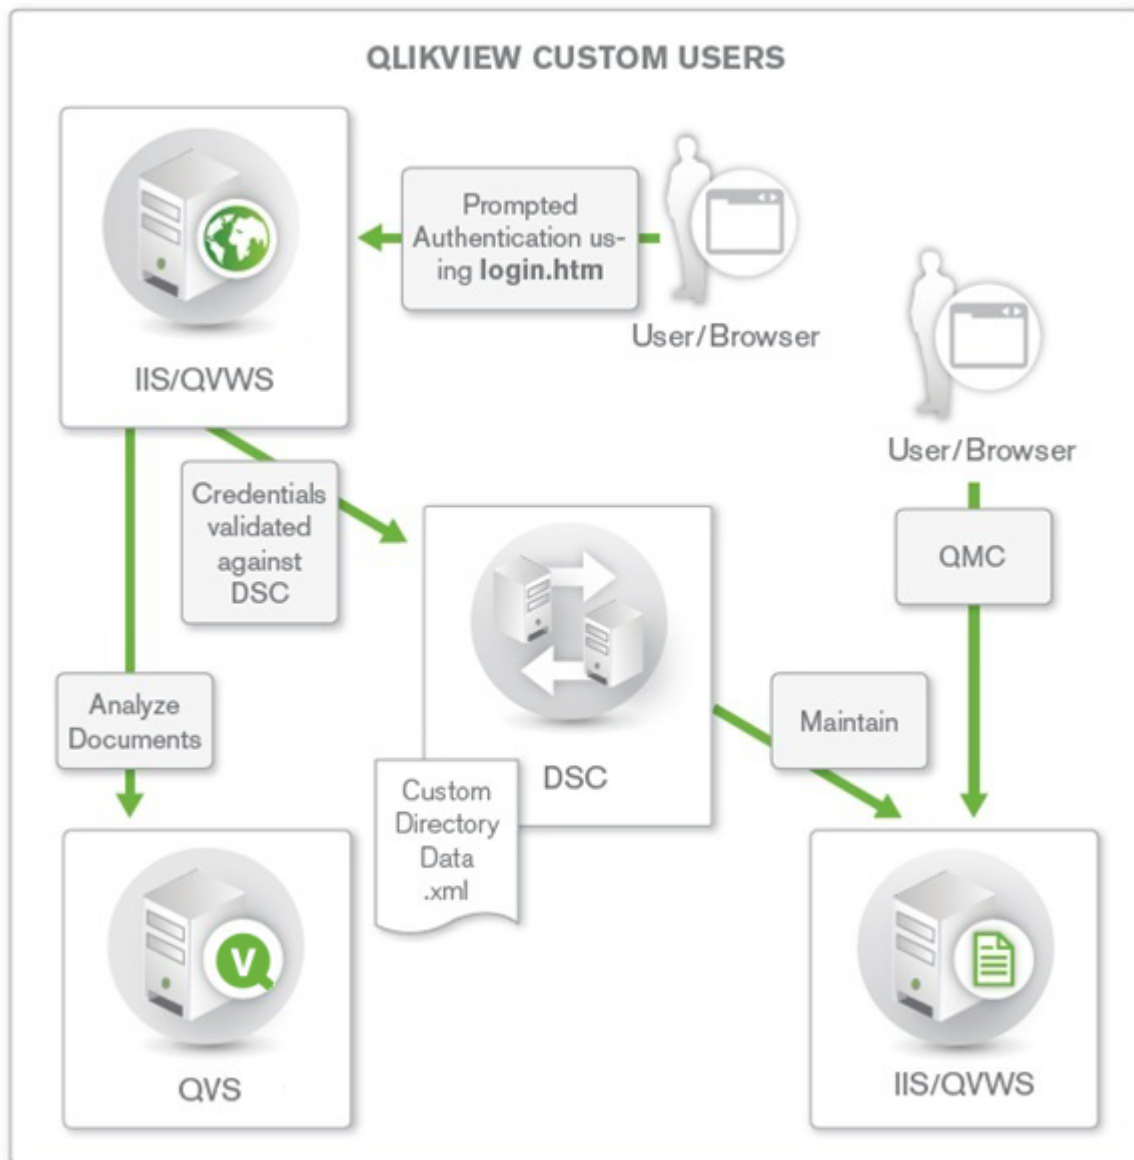 QLIKVIEW CUSTOM USERS
Prompted
Authentication us-
ing login.htm
User/Browser
IIS/QVWS
User/Browser
Credentials
validated
against
DSC
QMC
Analyze
Documents
Maintain
DSC
Custom
Directory
Data
.xml
V
QVS
IIS/QVWS